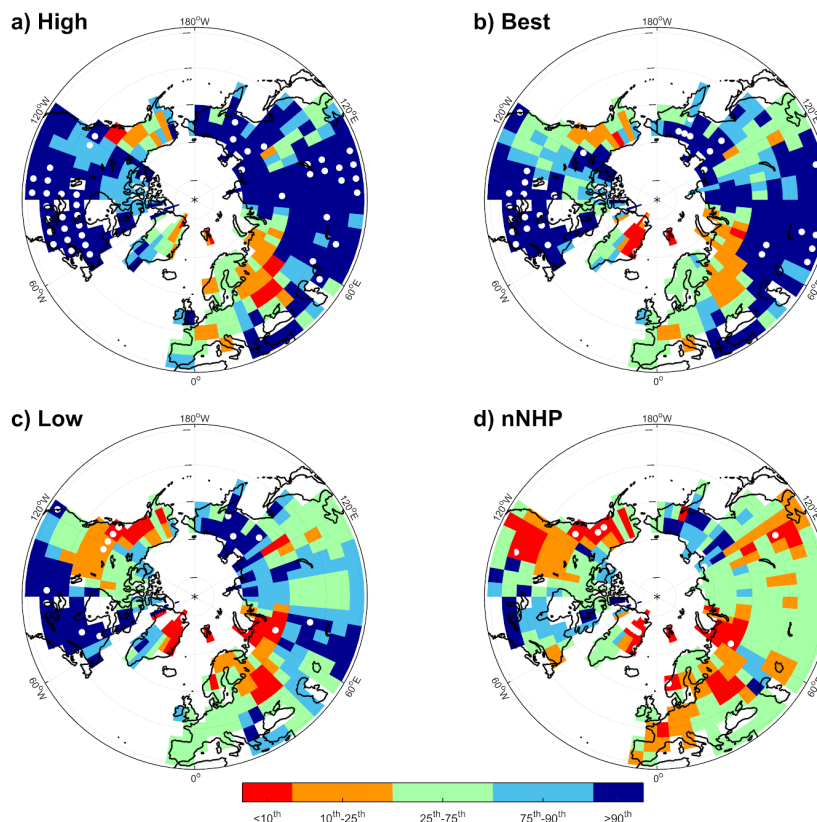 a) High
b) Best
180°W
180°W
120°W
120°E
120°W
120°E
60°W
60°E
60°W
60°E
0°
0°
c) Low
d) nNHP
180°W
180°W
120°W
120°E
120°W
120°E
60°W
60°E
60°W
60°E
0°
0°
<10th
10th-25th
25th-75th
75th-90th
>90th